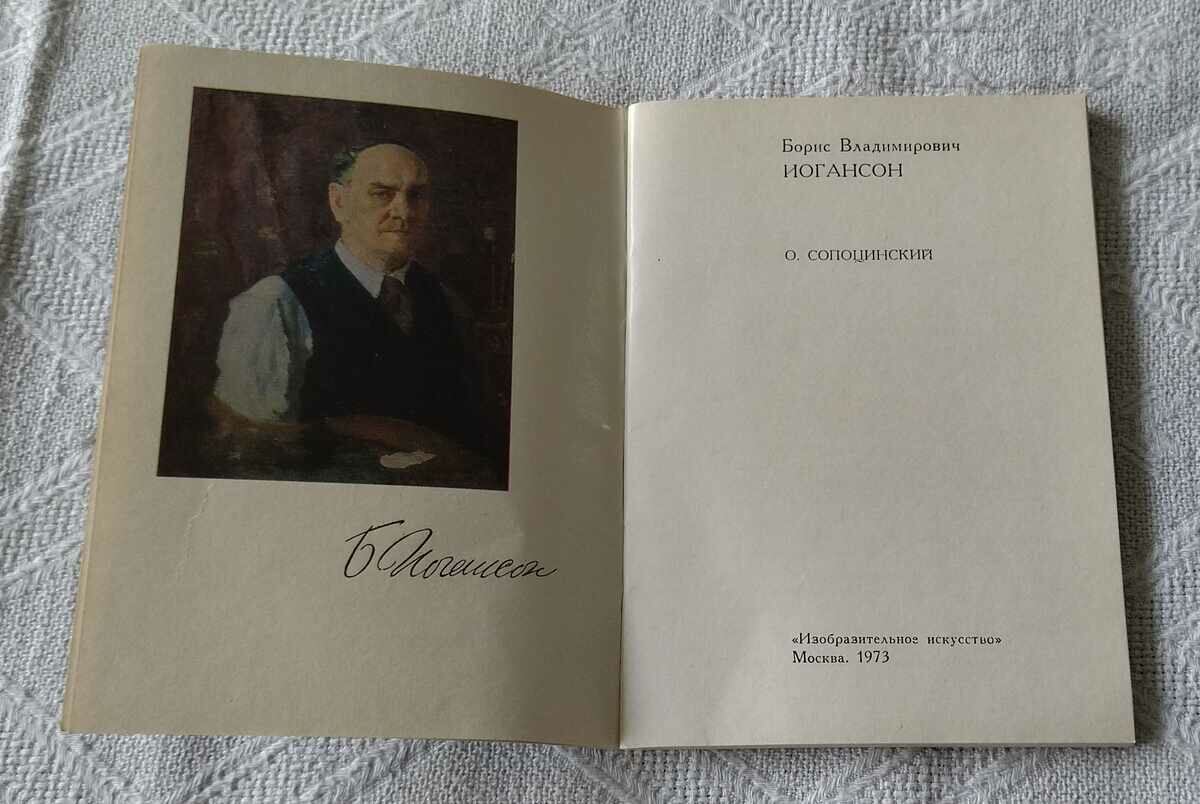 Б Иогансон
Борис Владимирович
ИОГАНСОН
О. СОПОЦИНСКИЙ
«Изобразительное искусство»
Москва. 1973